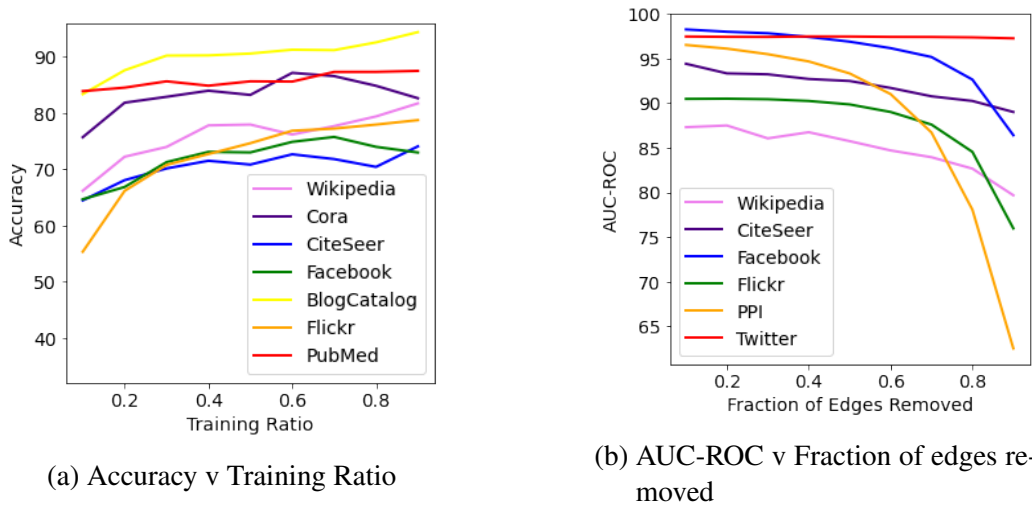 90
80
70
60
50
40
Accuracy
Wikipedia
Cora
CiteSeer
Facebook
BlogCatalog
Flickr
PubMed
0.2 0.4 0.6 0.8
Training Ratio
(a) Accuracy v Training Ratio
100
95
90
85
80
75
70
65
AUC-ROC
Wikipedia
CiteSeer
Facebook
Flickr
PPI
Twitter
0.2 0.4 0.6 0.8
Fraction of Edges Removed
(b) AUC-ROC v Fraction of edges re-
moved